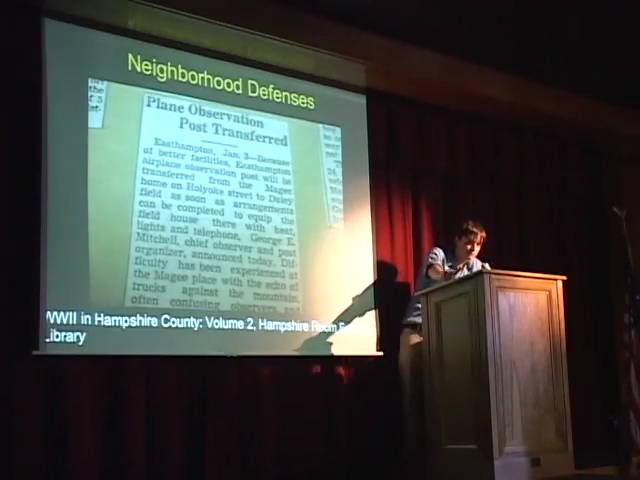 Neighborhood Defenses
Plane Observation
Post Transferred
Easthampton, Jan. 3—Because
of better facilities, Easthampton
airplane observation post will be
transferred from the Magee
home on Holyoke street to Daley
field as soon as arrangements
can be completed to equip the
field house there with heat,
lights and telephone, George E.
Mitchell, chief observer and post
organizer, announced today. Dif-
ficulty has been experienced at
the Magee place with the echo of
trucks against the mountain,
often confusing observers and
WWII in Hampshire County: Volume 2, Hampshire Room
Library